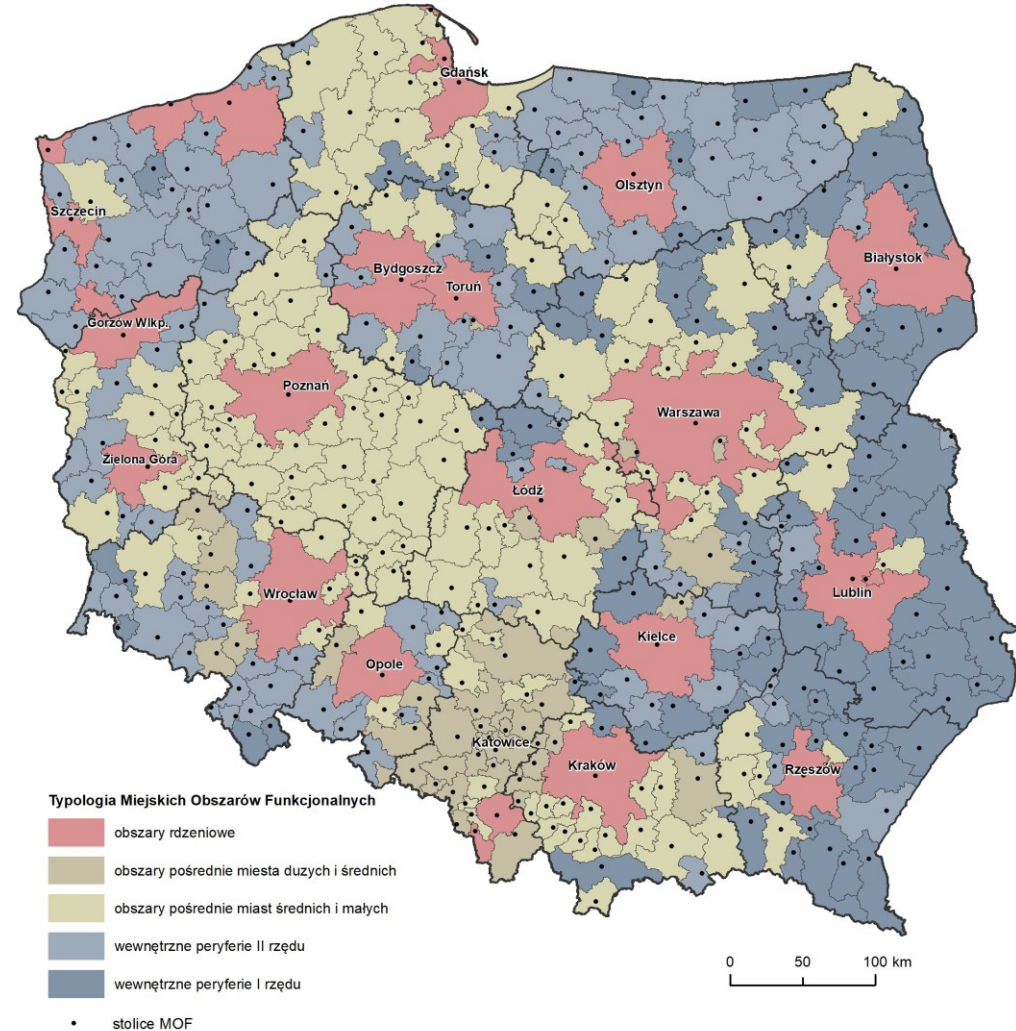 Gdańsk
Olsztyn
Szczecin
Białystok
Bydgoszcz
Toruń
Gorzów Wlkp.
Poznań
Warszawa
Zielona Góra
Łódź
Wrocław
Lublin
Kielce
Opole
Katowice
Kraków
Rzeszów
Typologia Miejskich Obszarów Funkcjonalnych
obszary rdzeniowe
obszary pośrednie miesta duzych i średnich
obszary pośrednie miast średnich i małych
wewnętrzne peryferie II rzędu
wewnętrzne peryferie I rzędu
stolice MOF
0 50 100 km